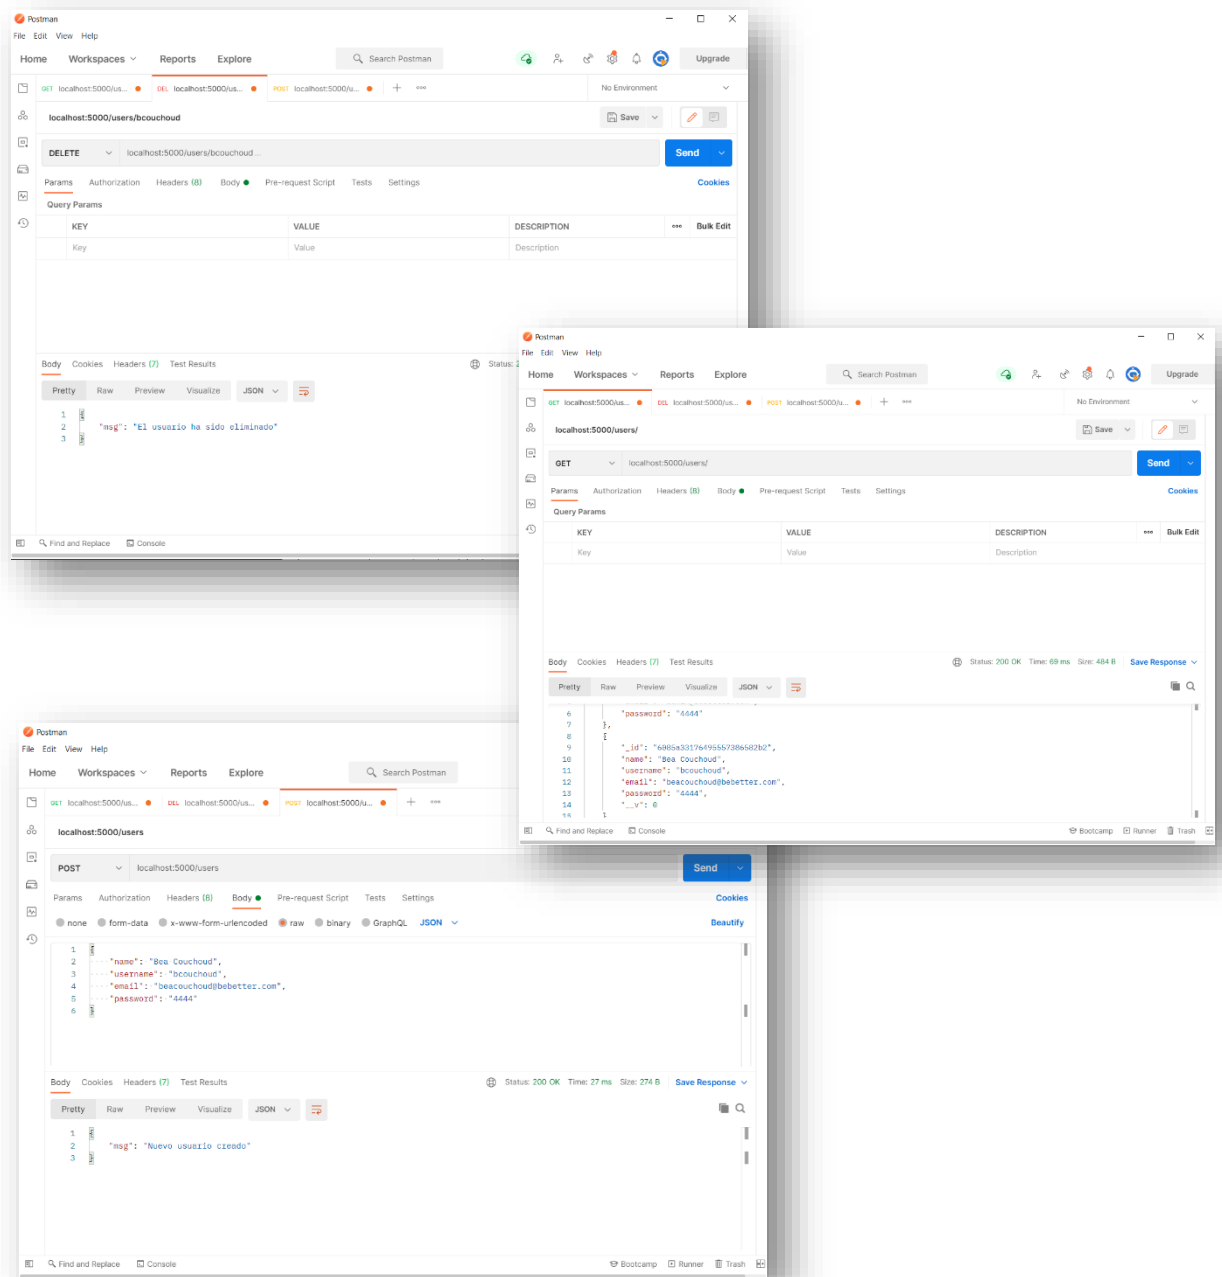 Postman
File Edit View Help
Home Workspaces Reports Explore Search Postman Upgrade
GET localhost:5000/us... DEL localhost:5000/us... POST localhost:5000/u... No Environment
localhost:5000/users/bcouchoud Save
DELETE localhost:5000/users/bcouchoud ... Send
Params Authorization Headers (8) Body Pre-request Script Tests Settings Cookies
Query Params
KEY VALUE DESCRIPTION Bulk Edit
Key Value Description
Body Cookies Headers (7) Test Results Status: 2
Pretty Raw Preview Visualize JSON
1 {
2 "msg": "El usuario ha sido eliminado"
3 }
Find and Replace Console
Postman
File Edit View Help
Home Workspaces Reports Explore Search Postman Upgrade
GET localhost:5000/us... DEL localhost:5000/us... POST localhost:5000/u... No Environment
localhost:5000/users/ Save
GET localhost:5000/users/ Send
Params Authorization Headers (8) Body Pre-request Script Tests Settings Cookies
Query Params
KEY VALUE DESCRIPTION Bulk Edit
Key Value Description
Body Cookies Headers (7) Test Results Status: 200 OK Time: 69 ms Size: 484 B Save Response
Pretty Raw Preview Visualize JSON
6 "password": "4444"
7 },
8 {
9 "_id": "6085a33176495557386582b2",
10 "name": "Bea Couchoud",
11 "username": "bcouchoud",
12 "email": "beacouchoud@bebetter.com",
13 "password": "4444",
14 "__v": 0
15 }
Find and Replace Console Bootcamp Runner Trash
Postman
File Edit View Help
Home Workspaces Reports Explore Search Postman
GET localhost:5000/us... DEL localhost:5000/us... POST localhost:5000/u...
localhost:5000/users
POST localhost:5000/users Send
Params Authorization Headers (8) Body Pre-request Script Tests Settings Cookies
none form-data x-www-form-urlencoded raw binary GraphQL JSON Beautify
1 {
2 "name": "Bea Couchoud",
3 "username": "bcouchoud",
4 "email": "beacouchoud@bebetter.com",
5 "password": "4444"
6 }
Body Cookies Headers (7) Test Results Status: 200 OK Time: 27 ms Size: 274 B Save Response
Pretty Raw Preview Visualize JSON
1 {
2 "msg": "Nuevo usuario creado"
3 }
Find and Replace Console Bootcamp Runner Trash